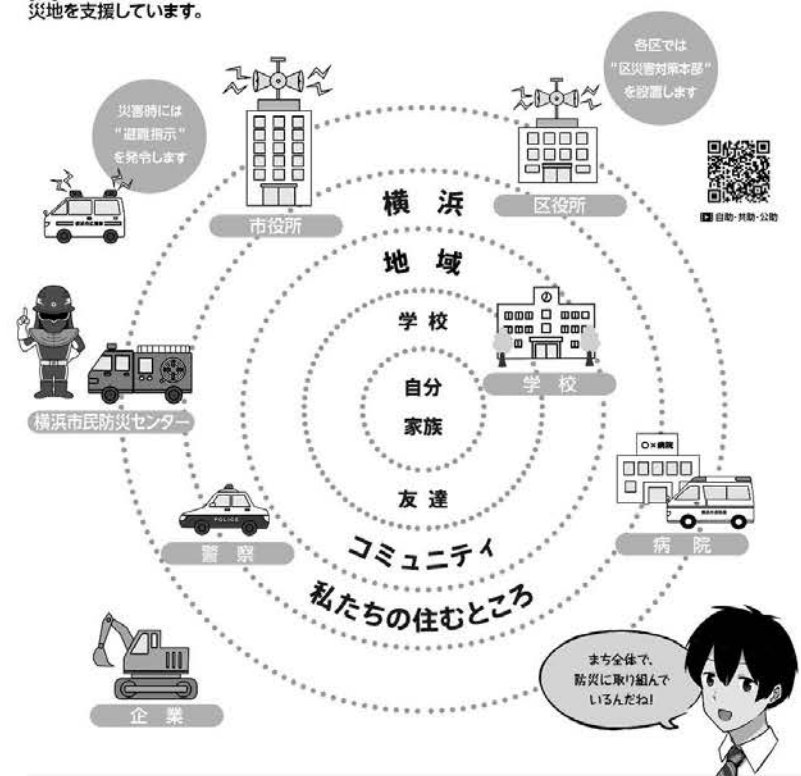 災地を支援しています。
各区では
“区災害対策本部”
を設置します
災害時には
“避難指示”
を発令します
市役所
区役所
自助・共助・公助
横浜
地域
学校
学校
自分
家族
横浜市民防災センター
友達
○×病院
POLICE
警察
病院
コミュニティ
私たちの住むところ
企業
まち全体で、
防災に取り組んで
いるんだね!